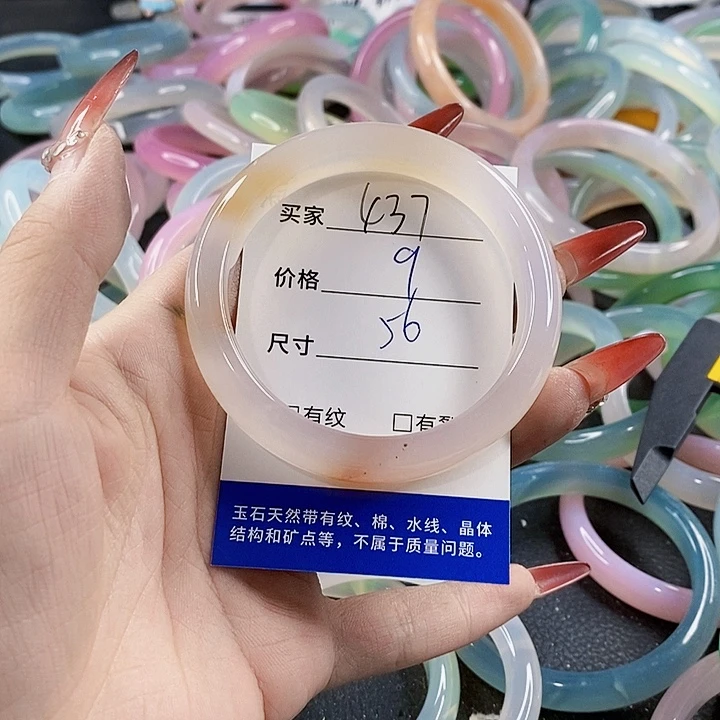 买家 437
价格 9
尺寸 56
有纹 □有裂
玉石天然带有纹、棉、水线、晶体
结构和矿点等，不属于质量问题。